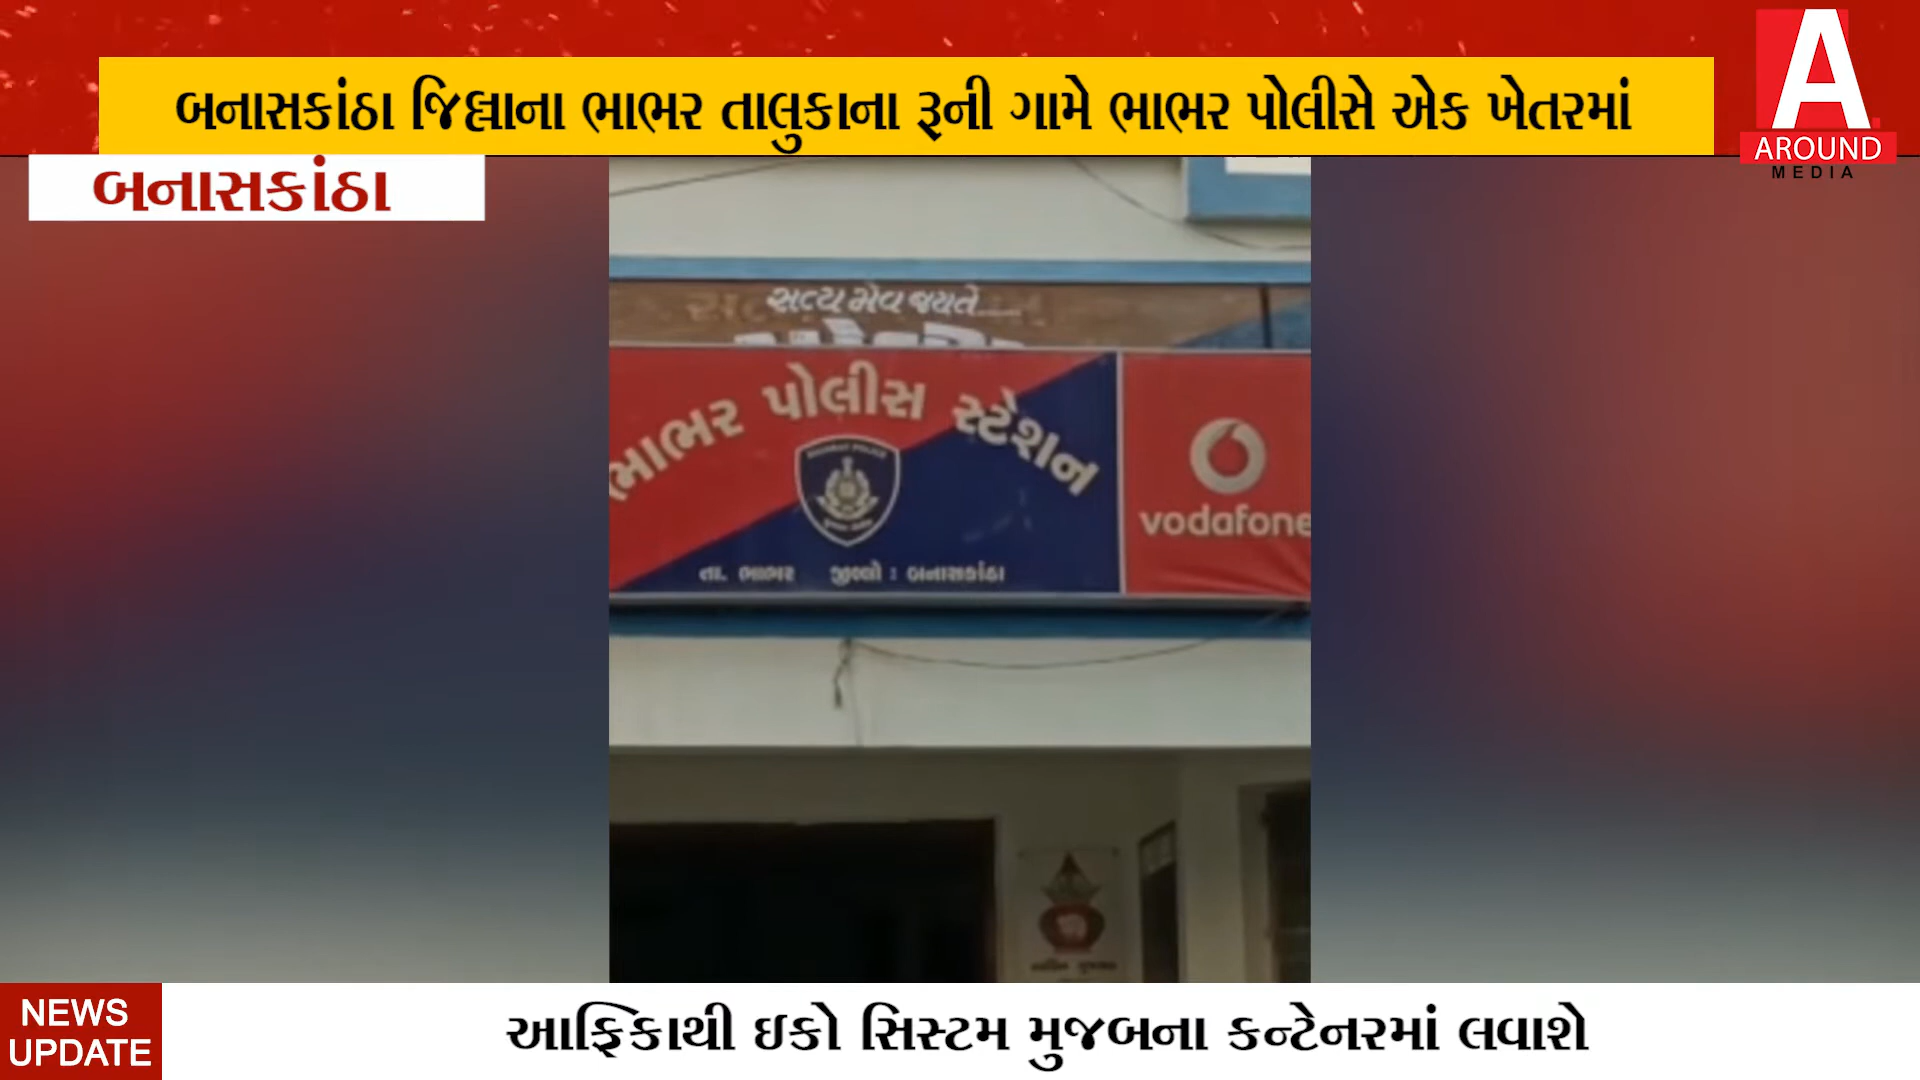 બનાસકાંઠા જિલ્લાના ભાભર તાલુકાના રૂની ગામે ભાભર પોલીસે એક ખેતરમાં
A
AROUND
MEDIA
બનાસકાંઠા
સત્ય મેવ જયતે......
ભાભર પોલીસ સ્ટેશન
vodafone
તા. ભાભર જીલ્લો : બનાસકાંઠા
NEWS
UPDATE
આફ્રિકાથી ઇકો સિસ્ટમ મુજબના કન્ટેનરમાં લવાશે